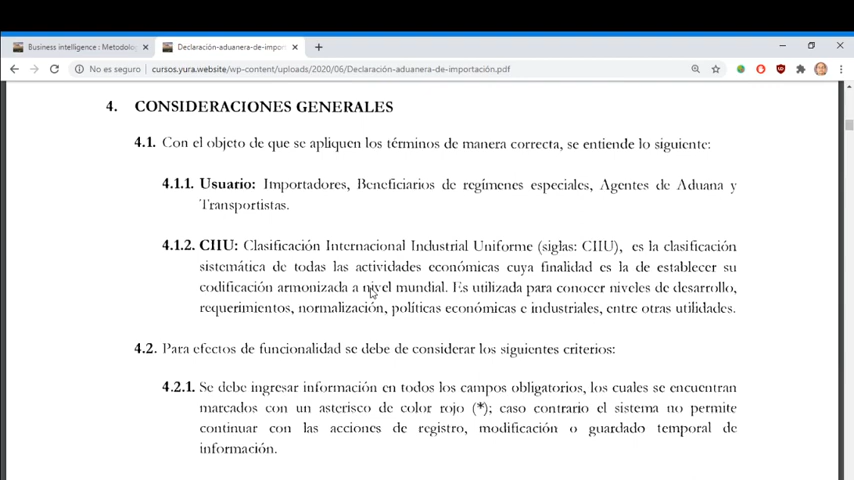 Business intelligence : Metodolog
Declaración-aduanera-de-import
No es seguro
cursos.yura.website/wp-content/uploads/2020/06/Declaración-aduanera-de-importación.pdf
4. CONSIDERACIONES GENERALES
4.1. Con el objeto de que se apliquen los términos de manera correcta, se entiende lo siguiente:
4.1.1. Usuario: Importadores, Beneficiarios de regímenes especiales, Agentes de Aduana y
Transportistas.
4.1.2. CIIU: Clasificación Internacional Industrial Uniforme (siglas: CIIU), es la clasificación
sistemática de todas las actividades económicas cuya finalidad es la de establecer su
codificación armonizada a nivel mundial. Es utilizada para conocer niveles de desarrollo,
requerimientos, normalización, políticas económicas e industriales, entre otras utilidades.
4.2. Para efectos de funcionalidad se debe de considerar los siguientes criterios:
4.2.1. Se debe ingresar información en todos los campos obligatorios, los cuales se encuentran
marcados con un asterisco de color rojo (*); caso contrario el sistema no permite
continuar con las acciones de registro, modificación o guardado temporal de
información.